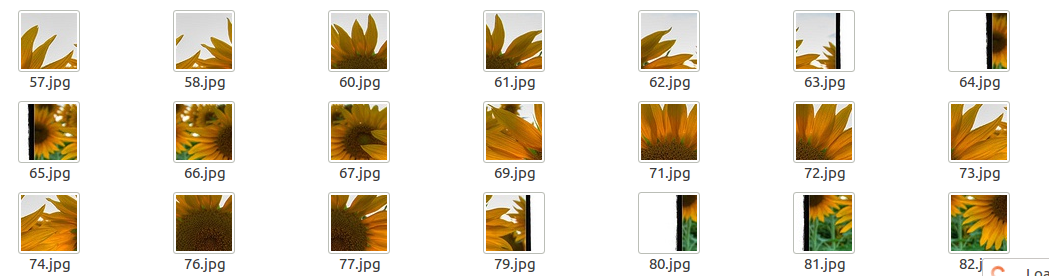 57.jpg 58.jpg 60.jpg 61.jpg 62.jpg 63.jpg 64.jpg
65.jpg 66.jpg 67.jpg 69.jpg 71.jpg 72.jpg 73.jpg
74.jpg 76.jpg 77.jpg 79.jpg 80.jpg 81.jpg 82.j